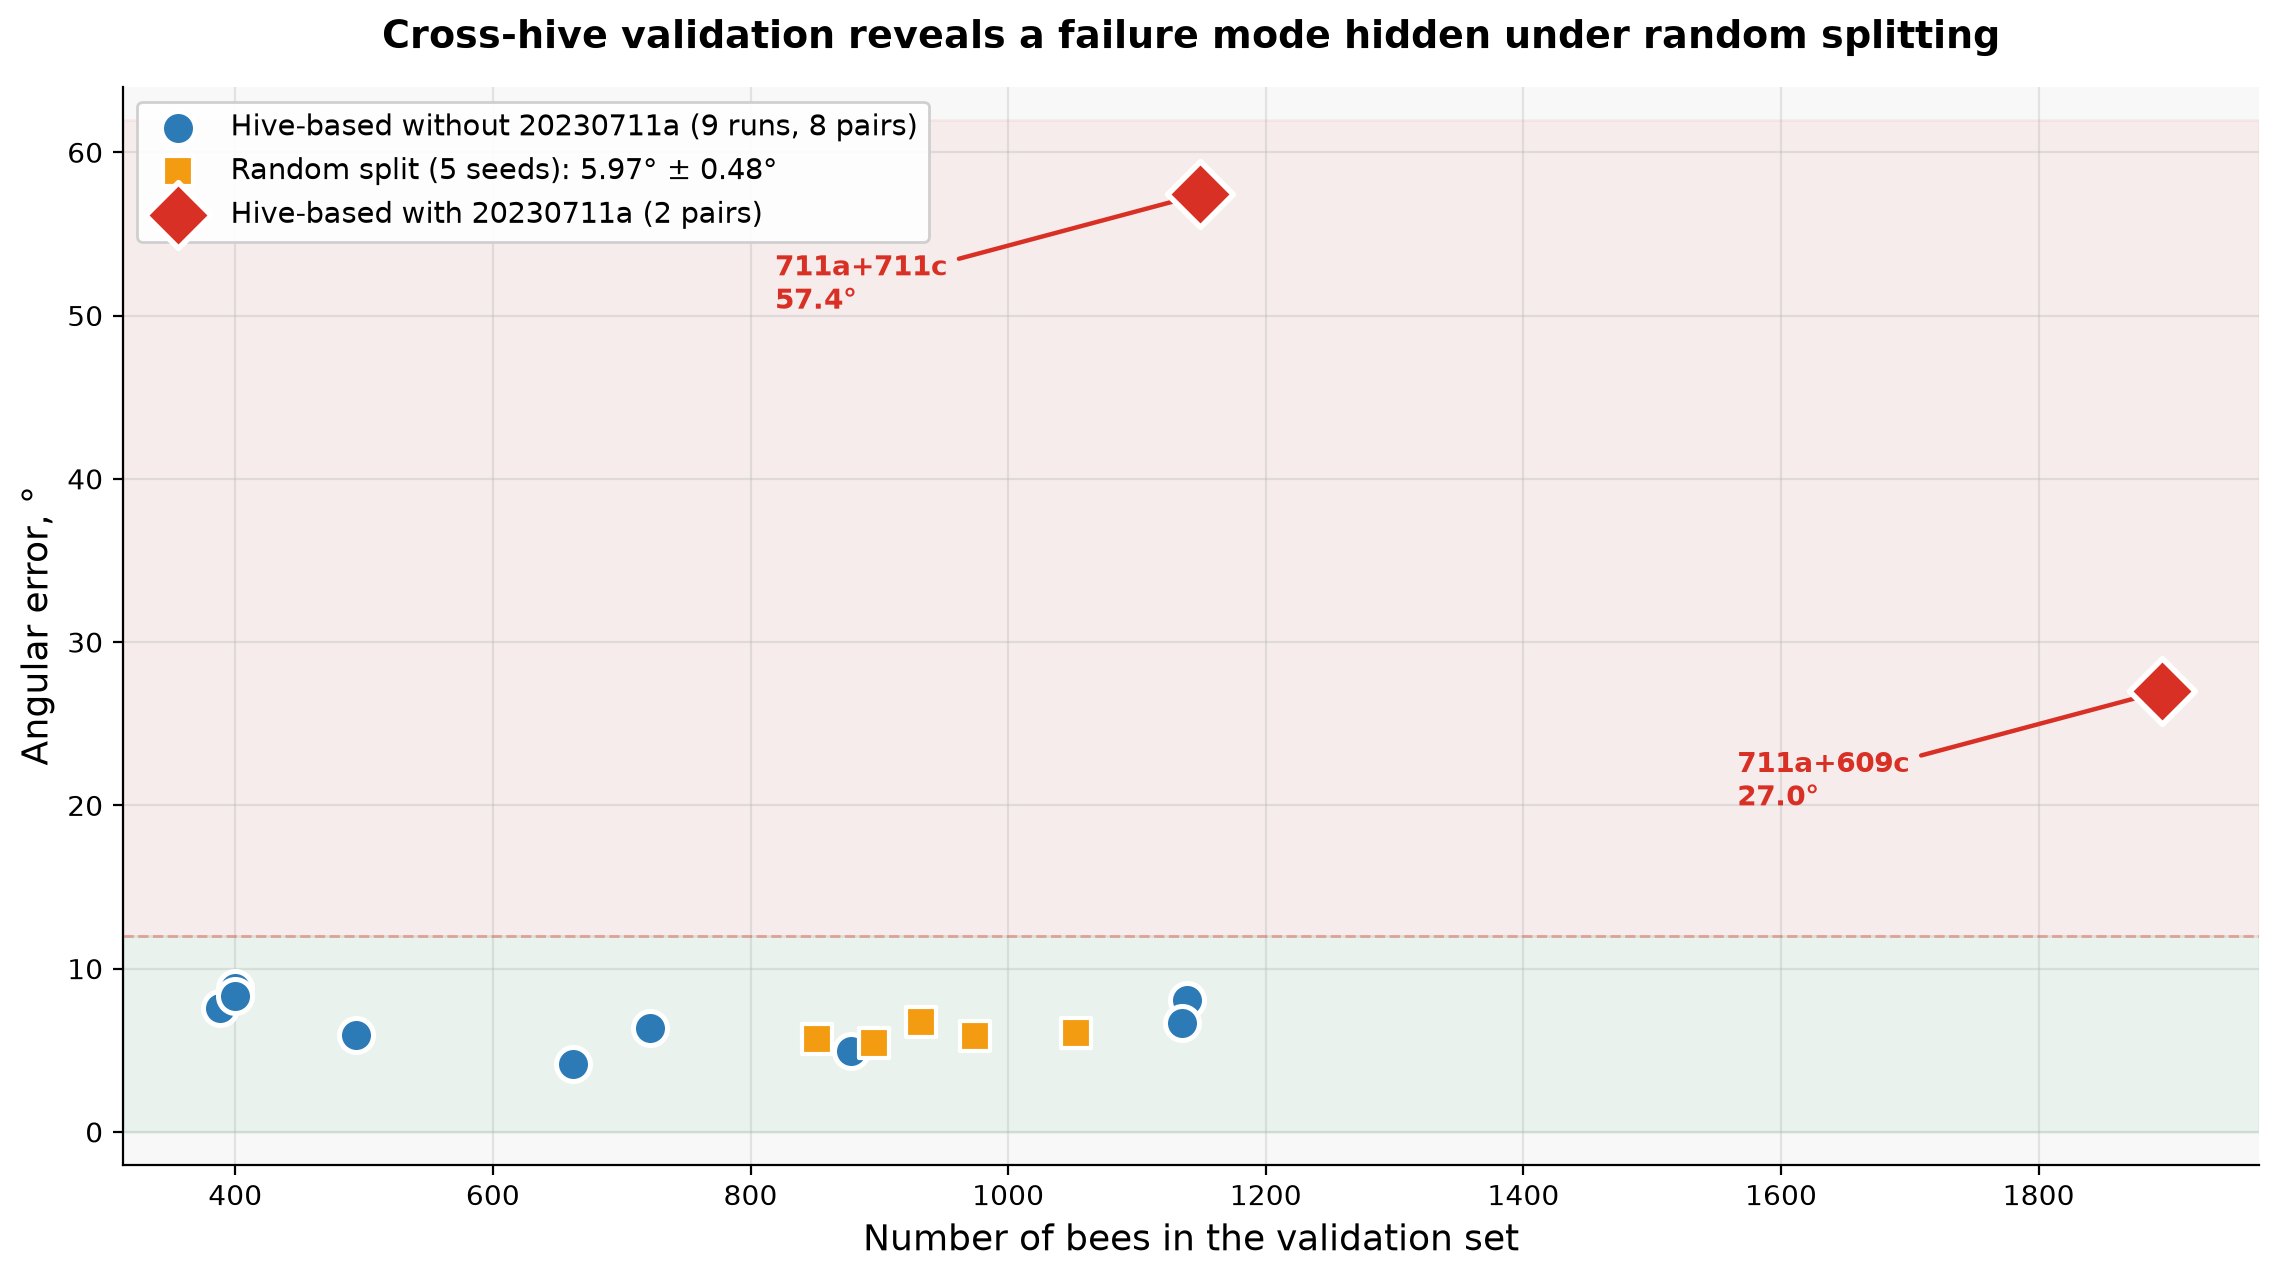 Cross-hive validation reveals a failure mode hidden under random splitting
Hive-based without 20230711a (9 runs, 8 pairs)
Random split (5 seeds): 5.97° ± 0.48°
Hive-based with 20230711a (2 pairs)
711a+711c
57.4°
711a+609c
27.0°
Angular error, °
60
50
40
30
20
10
0
400 600 800 1000 1200 1400 1600 1800
Number of bees in the validation set